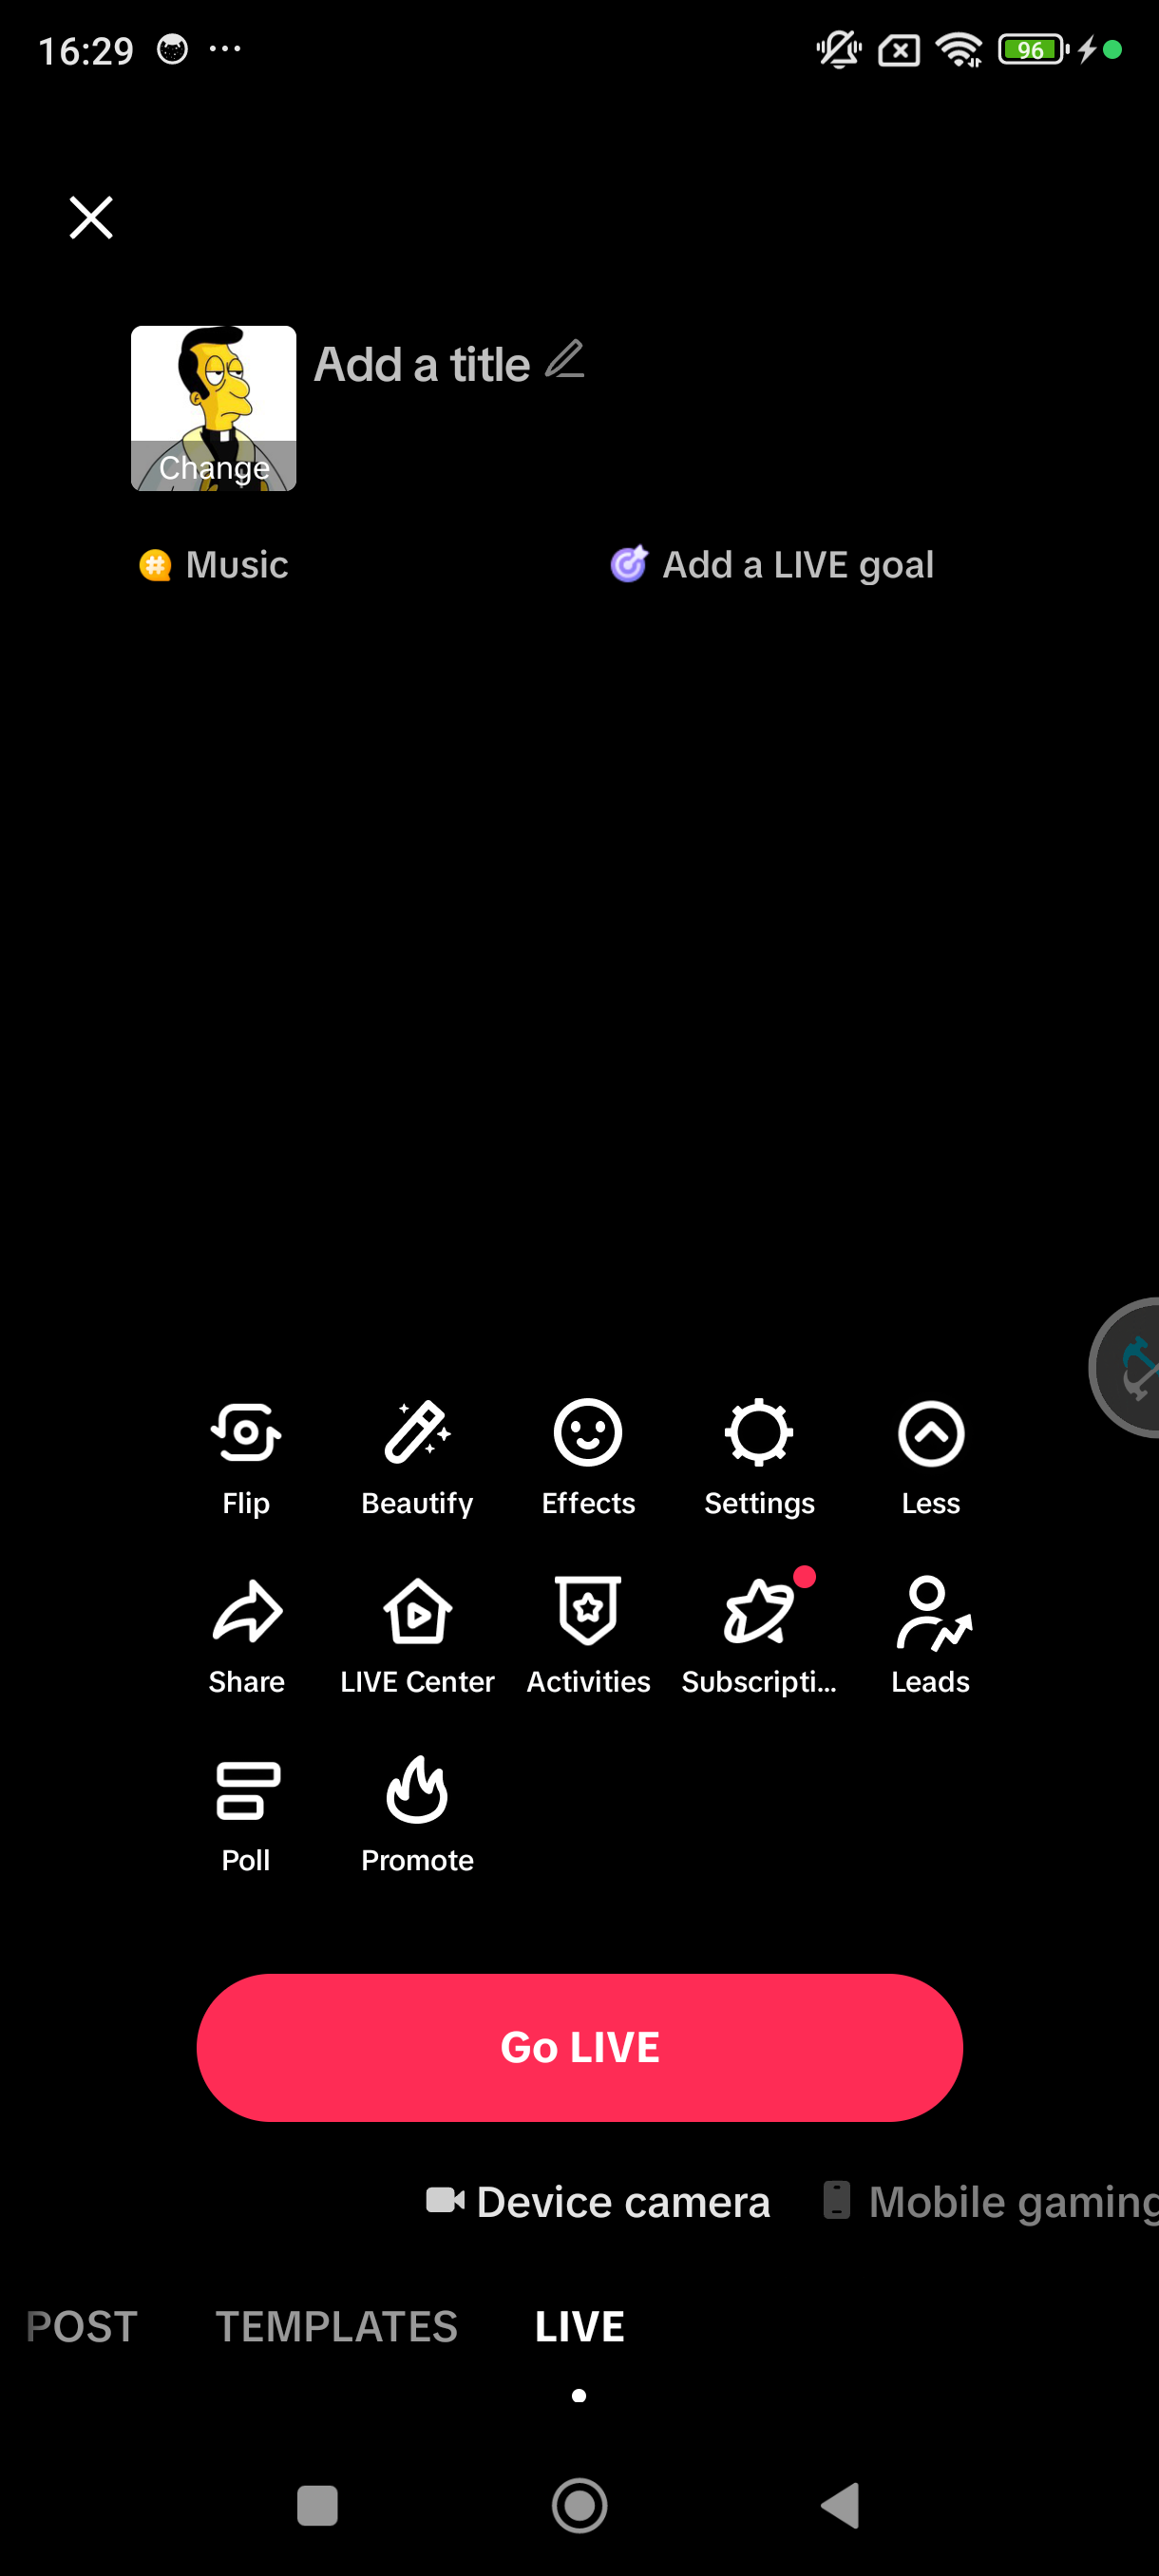 16:29
96
Add a title
Change
Music
Add a LIVE goal
Flip
Beautify
Effects
Settings
Less
Share
LIVE Center
Activities
Subscripti...
Leads
Poll
Promote
Go LIVE
Device camera
Mobile gaming
POST
TEMPLATES
LIVE